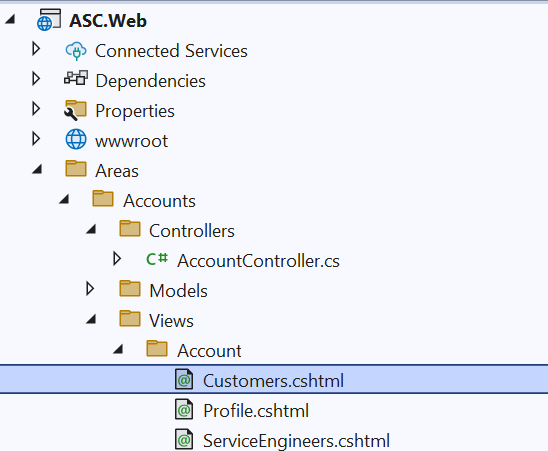 ASC.Web
Connected Services
Dependencies
Properties
wwwroot
Areas
Accounts
Controllers
C# AccountController.cs
Models
Views
Account
@ Customers.cshtml
@ Profile.cshtml
@ ServiceEngineers.cshtml